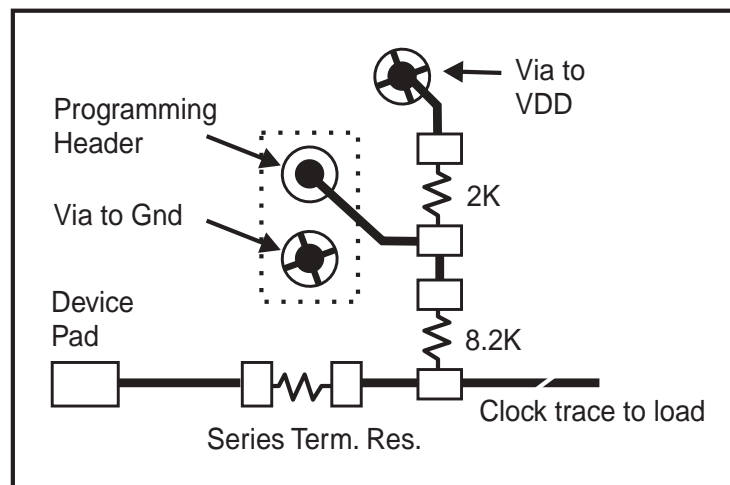 Via to
VDD
Programming
Header
2K
Via to Gnd
Device
Pad
8.2K
Clock trace to load
Series Term. Res.